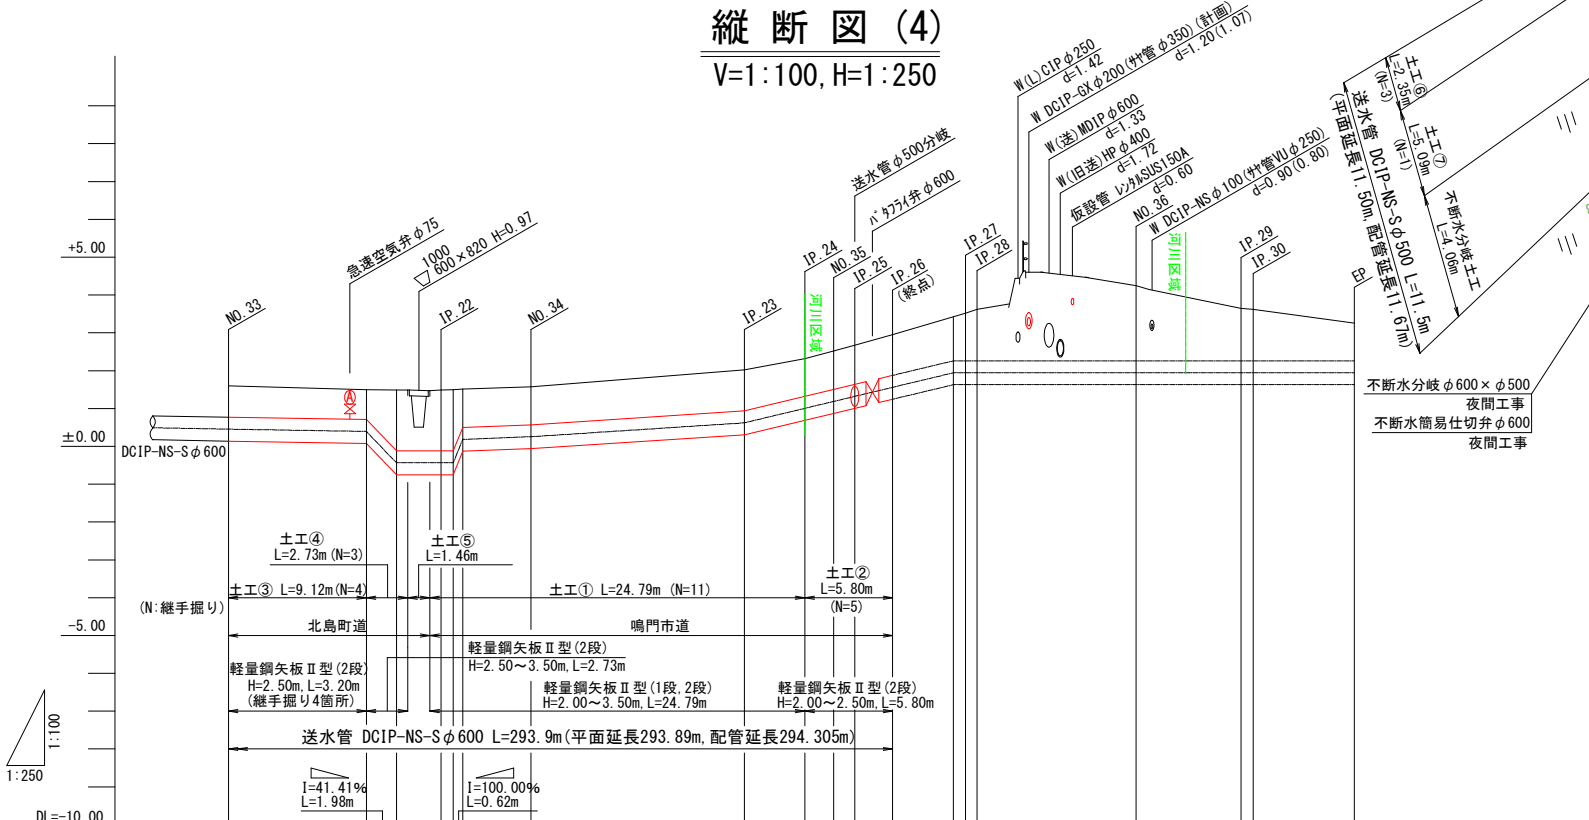 縦断図 (4)
V=1:100, H=1:250
+5.00
±0.00
-5.00
DL=-10.00
1:100
1:250
DCIP-NS-Sφ600
(N:継手掘り)
NO.33
急速空気弁φ75
1000
600×820 H=0.97
IP.22
NO.34
IP.23
IP.24
河川区域
NO.35
IP.25
送水管φ500分岐
バタフライ弁φ600
IP.26
(終点)
IP.27
IP.28
W(L)CIPφ250
d=1.42
W DCIP-GXφ200(サヤ管φ350)(計画)
d=1.20(1.07)
W(送)MDIPφ600
d=1.33
W(旧送)HPφ400
d=1.72
仮設管 レンタルSUS150A
d=0.60
NO.36
W DCIP-NSφ100(サヤ管VUφ250)
d=0.90(0.80)
河川区域
IP.29
IP.30
EP
土工⑥
L=2.35m
(N=3)
土工⑦
L=5.09m
(N=1)
不断水分岐土工
L=4.06m
送水管 DCIP-NS-Sφ500 L=11.5m
(平面延長11.50m,配管延長11.67m)
不断水分岐φ600×φ500
夜間工事
不断水簡易仕切弁φ600
夜間工事
土工④
L=2.73m(N=3)
土工⑤
L=1.46m
土工③ L=9.12m(N=4)
土工① L=24.79m (N=11)
土工②
L=5.80m
(N=5)
北島町道
鳴門市道
軽量鋼矢板Ⅱ型(2段)
H=2.50m, L=3.20m
(継手掘り4箇所)
軽量鋼矢板Ⅱ型(2段)
H=2.50～3.50m, L=2.73m
軽量鋼矢板Ⅱ型(1段,2段)
H=2.00～3.50m, L=24.79m
軽量鋼矢板Ⅱ型(2段)
H=2.00～2.50m, L=5.80m
送水管 DCIP-NS-Sφ600 L=293.9m(平面延長293.89m,配管延長294.305m)
I=41.41%
L=1.98m
I=100.00%
L=0.62m